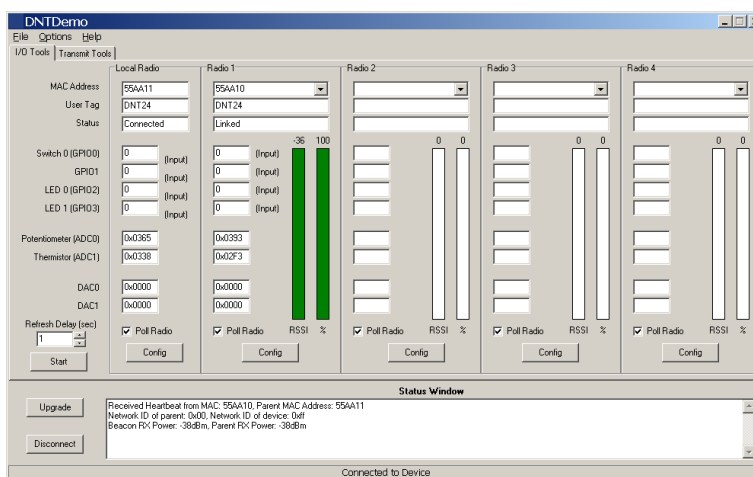 DNTDemo
File Options Help
I/O Tools Transmit Tools
Local Radio Radio 1 Radio 2 Radio 3 Radio 4
MAC Address 55AA11 55AA10
User Tag DNT24 DNT24
Status Connected Linked
-36 100 0 0 0 0 0 0
Switch 0 (GPIO0) 0 (Input) 0 (Input)
GPIO1 0 (Input) 0 (Input)
LED 0 (GPIO2) 0 (Input) 0 (Input)
LED 1 (GPIO3) 0 (Input) 0 (Input)
Potentiometer (ADC0) 0x0365 0x0393
Thermistor (ADC1) 0x0338 0x02F3
DAC0 0x0000 0x0000
DAC1 0x0000 0x0000
Refresh Delay (sec)
1 Poll Radio Poll Radio RSSI % Poll Radio RSSI % Poll Radio RSSI % Poll Radio RSSI %
Start Config Config Config Config Config
Status Window
Upgrade
Received Heartbeat from MAC: 55AA10, Parent MAC Address: 55AA11
Network ID of parent: 0x00, Network ID of device: 0xff
Beacon RX Power: -38dBm, Parent RX Power: -38dBm
Disconnect
Connected to Device